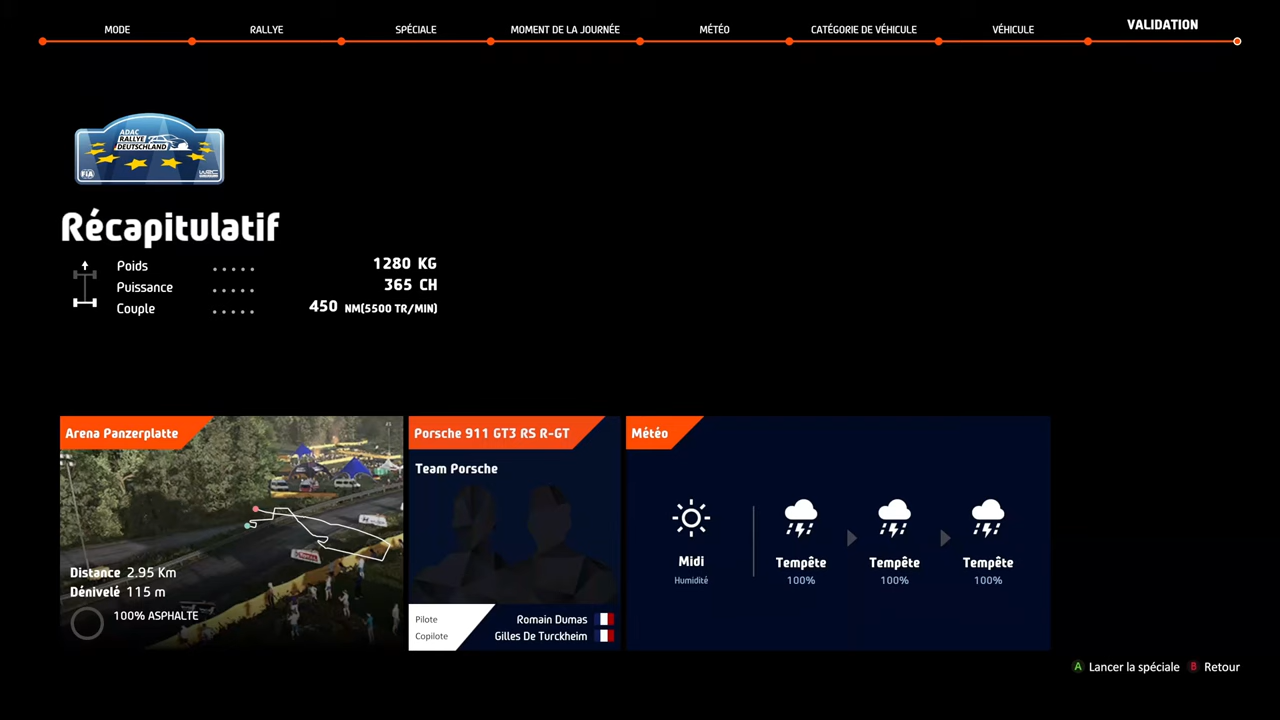 MODE
RALLYE
SPÉCIALE
MOMENT DE LA JOURNÉE
MÉTÉO
CATÉGORIE DE VÉHICULE
VÉHICULE
VALIDATION
ADAC
RALLYE
DEUTSCHLAND
FIA
WRC
Récapitulatif
Poids ..... 1280 KG
Puissance ..... 365 CH
Couple ..... 450 NM(5500 TR/MIN)
Arena Panzerplatte
Distance 2.95 Km
Dénivelé 115 m
100% ASPHALTE
Porsche 911 GT3 RS R-GT
Team Porsche
Pilote Romain Dumas
Copilote Gilles De Turckheim
Météo
Midi
Humidité
Tempête
100%
Tempête
100%
Tempête
100%
A Lancer la spéciale B Retour